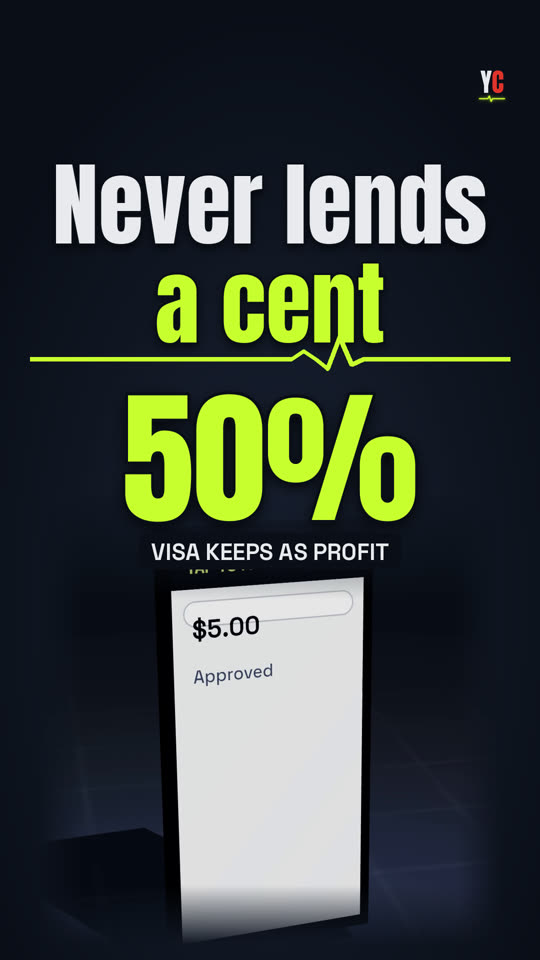 YC
Never lends
a cent
50%
VISA KEEPS AS PROFIT
$5.00
Approved